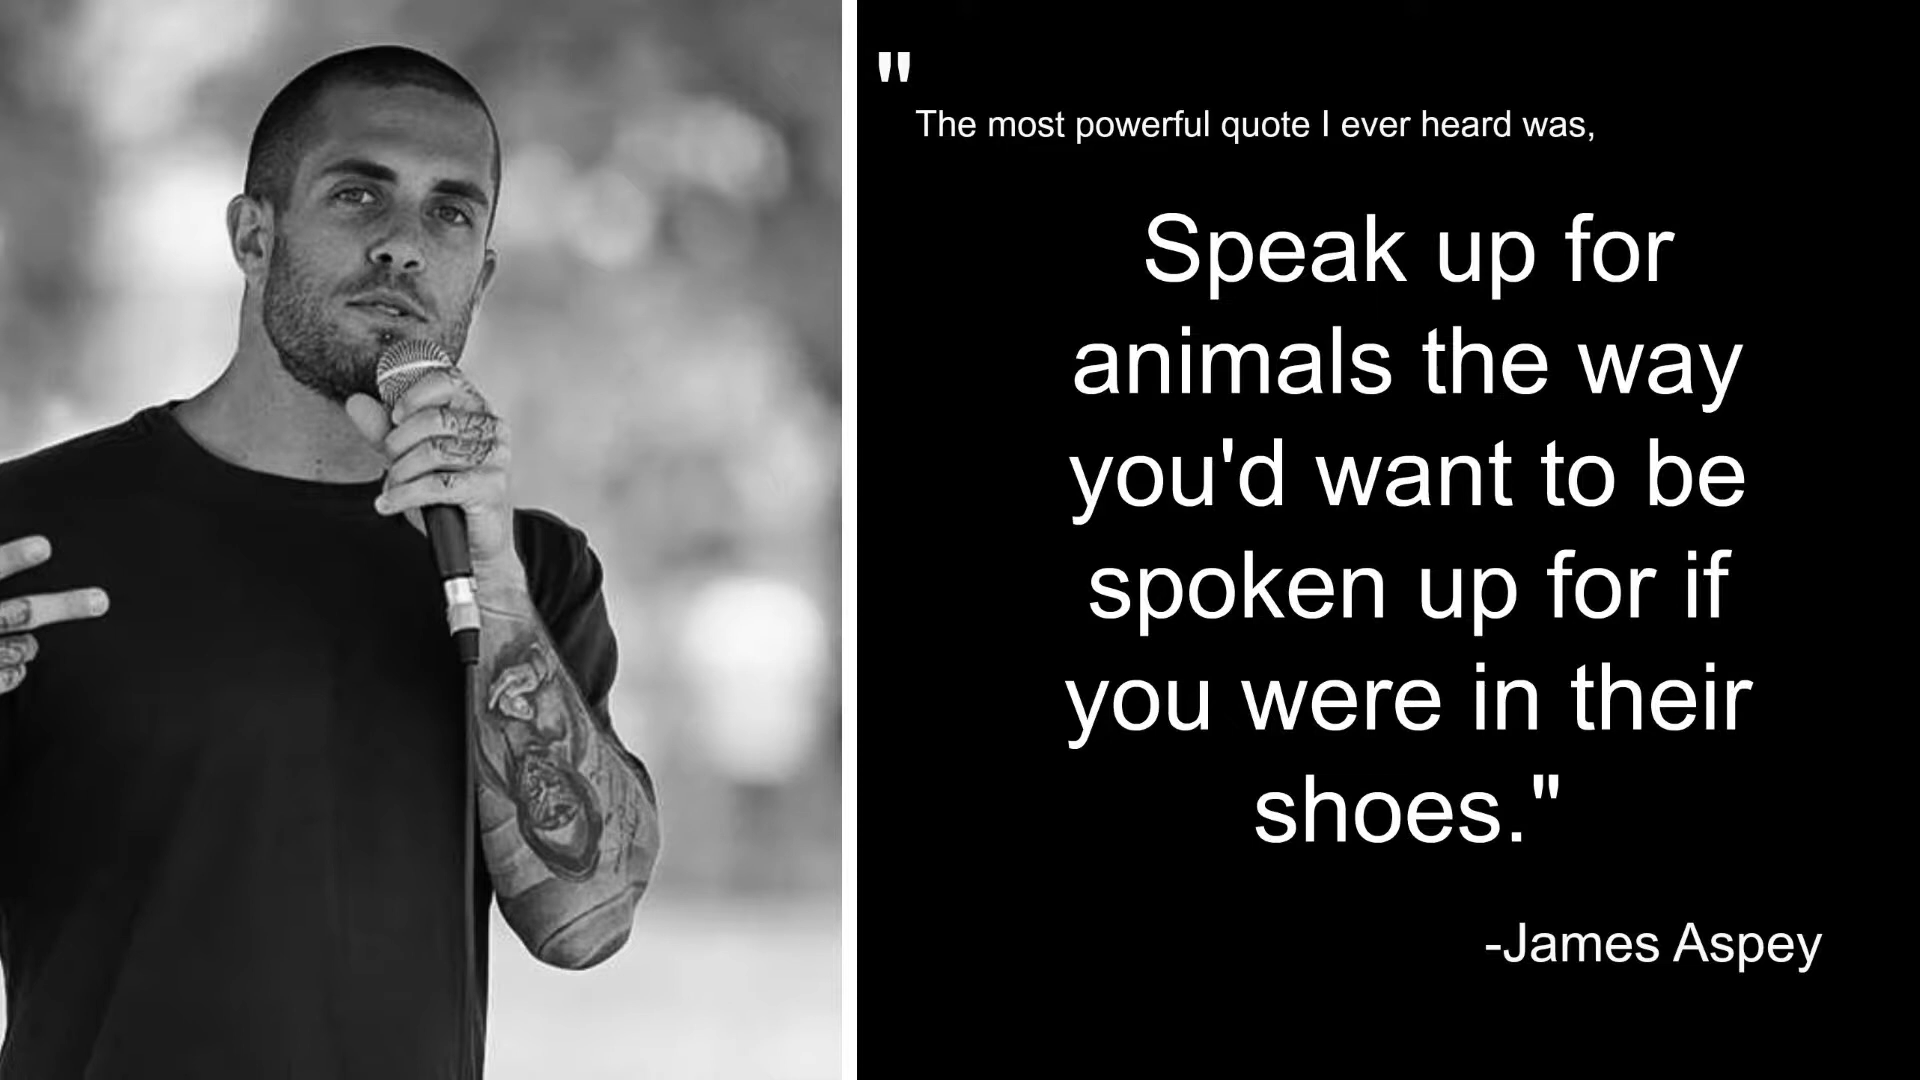 "
The most powerful quote I ever heard was,
Speak up for
animals the way
you'd want to be
spoken up for if
you were in their
shoes."
-James Aspey